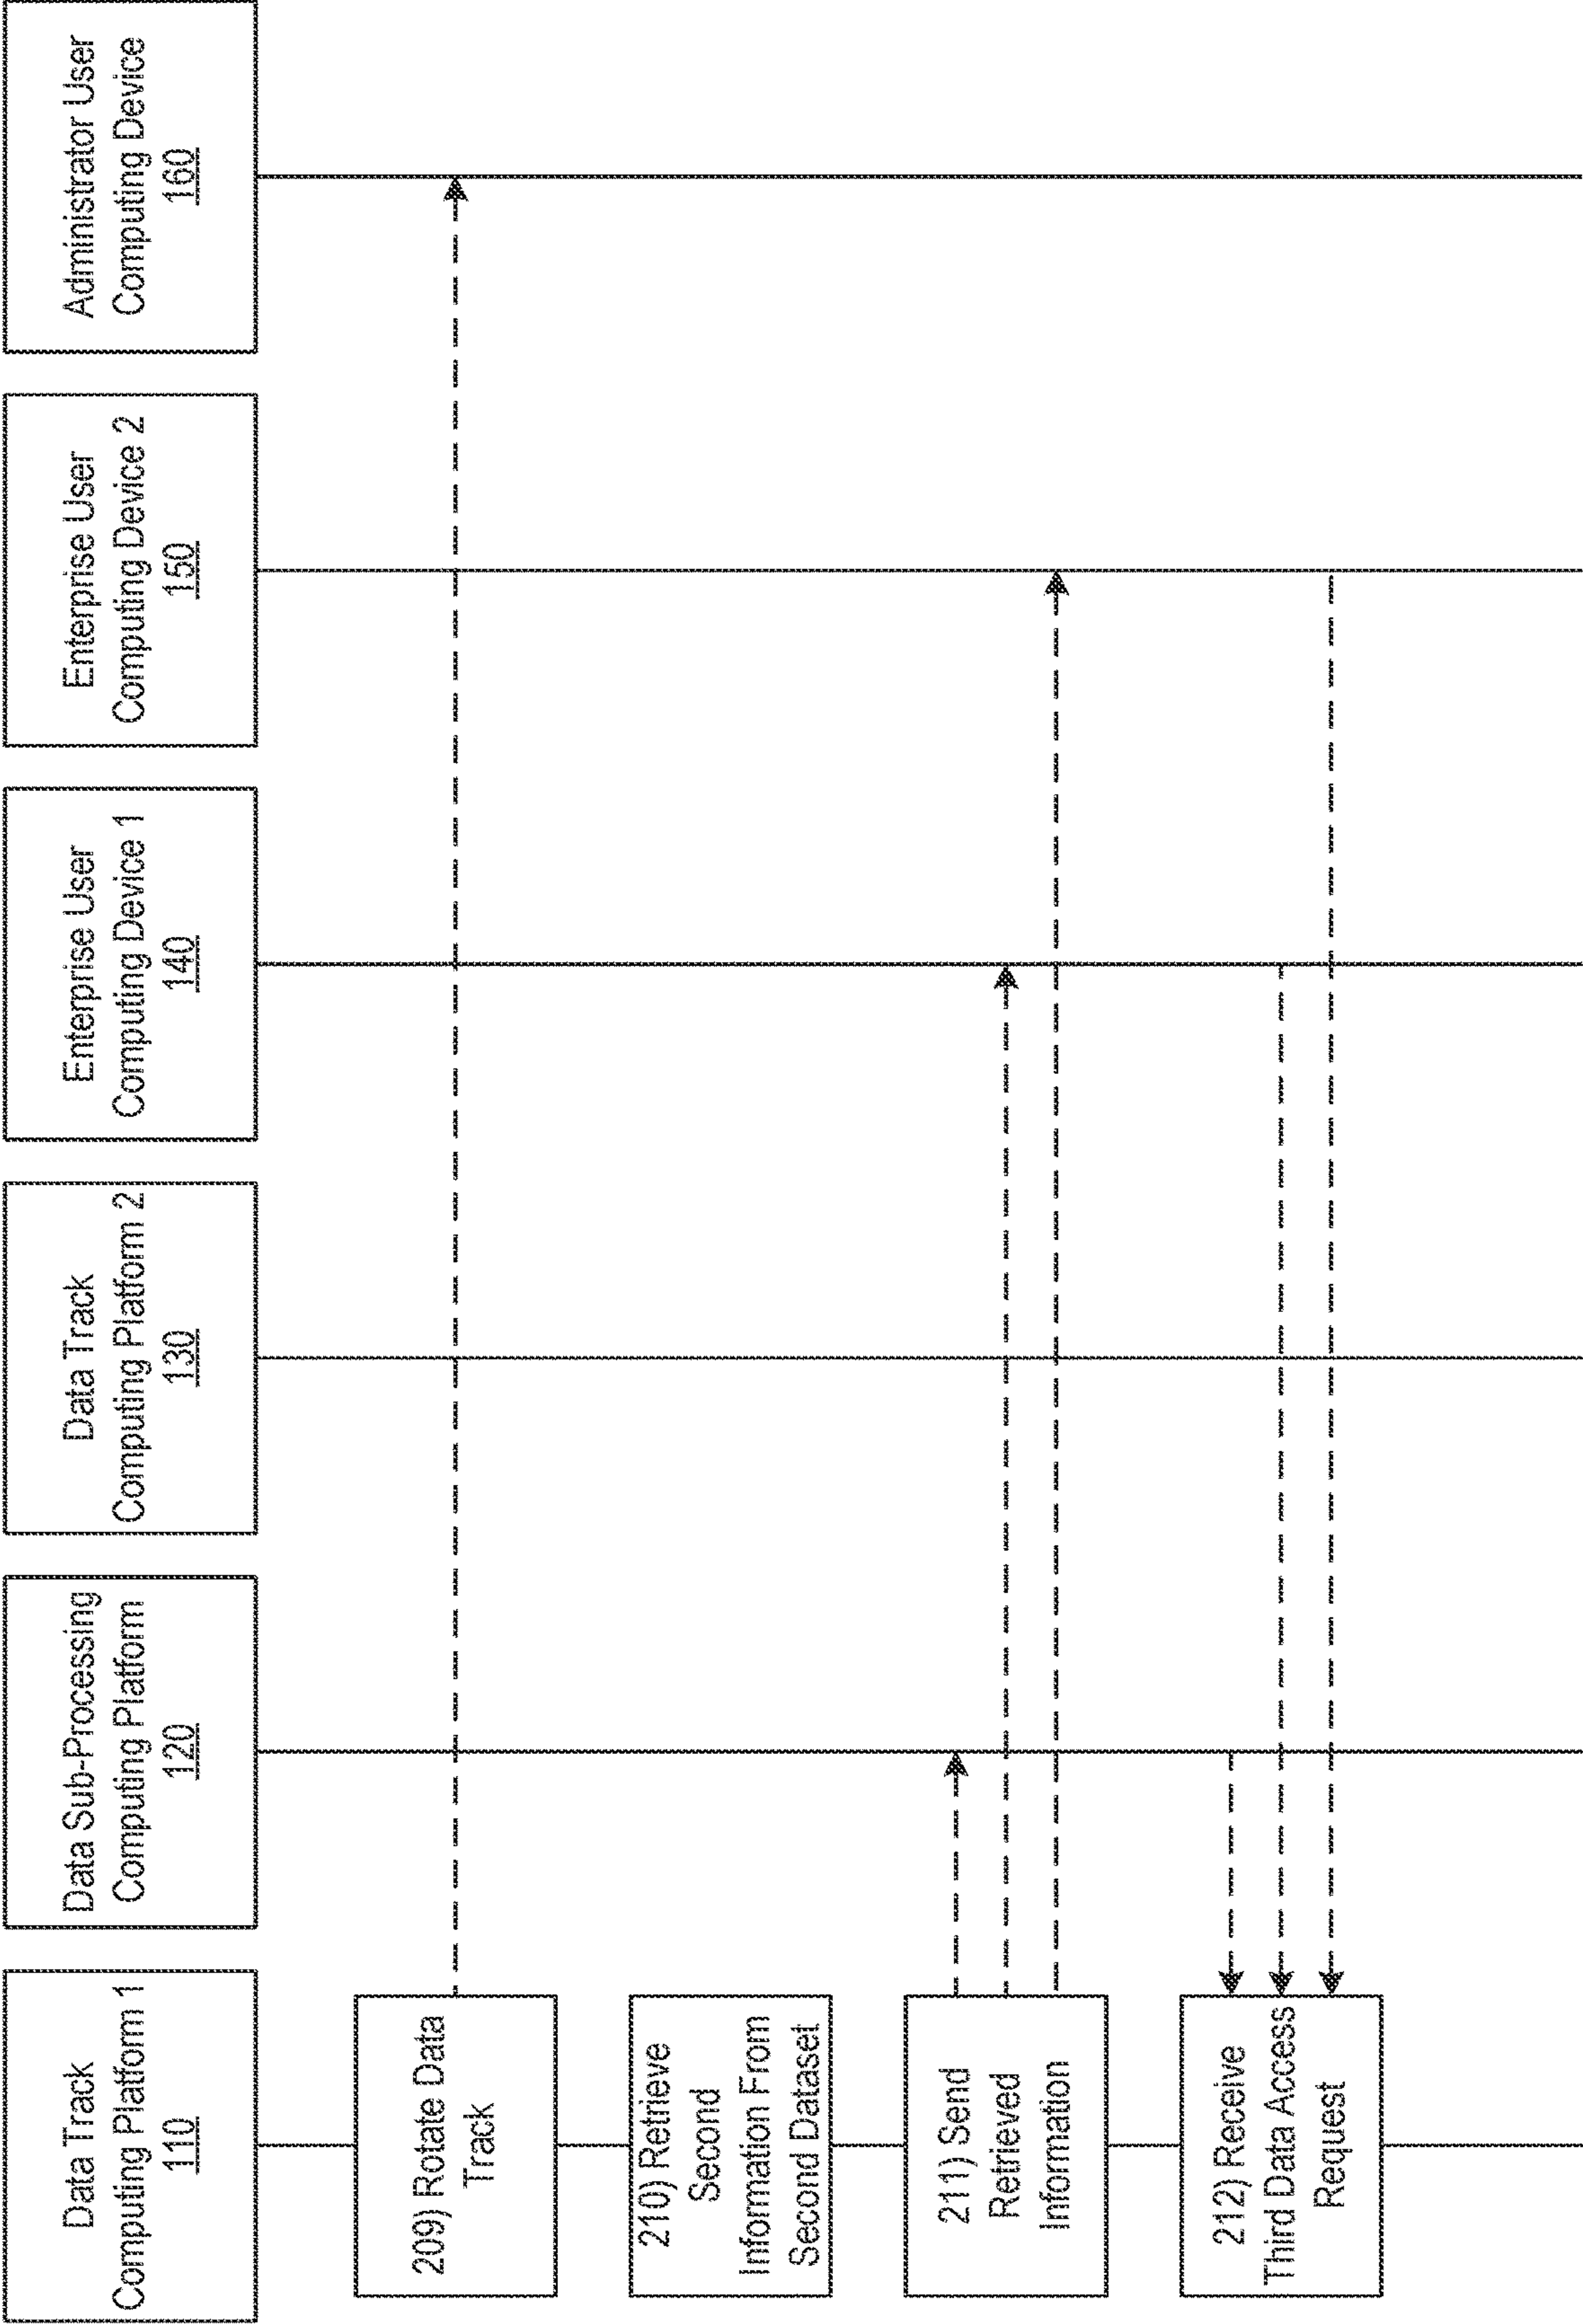 Data Track
Computing Platform 1
110
Data Sub-Processing
Computing Platform
120
Data Track
Computing Platform 2
130
Enterprise User
Computing Device 1
140
Enterprise User
Computing Device 2
150
Administrator User
Computing Device
160
209) Rotate Data
Track
210) Retrieve
Second
Information From
Second Dataset
211) Send
Retrieved
Information
212) Receive
Third Data Access
Request